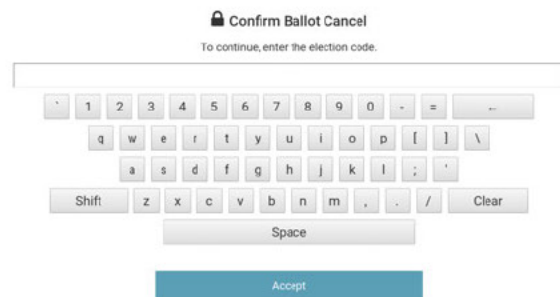 Confirm Ballot Cancel
To continue, enter the election code.
` 1 2 3 4 5 6 7 8 9 0 - = ←
q w e r t y u i o p [ ] \
a s d f g h j k l ; '
Shift z x c v b n m , . / Clear
Space
Accept